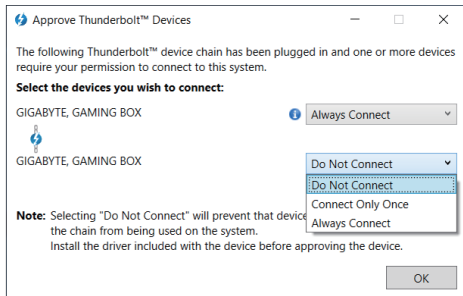 Approve Thunderbolt™ Devices
The following Thunderbolt™ device chain has been plugged in and one or more devices
require your permission to connect to this system.
Select the devices you wish to connect:
GIGABYTE, GAMING BOX
Always Connect
GIGABYTE, GAMING BOX
Do Not Connect
Do Not Connect
Connect Only Once
Always Connect
Note: Selecting "Do Not Connect" will prevent that device
the chain from being used on the system.
Install the driver included with the device before approving the device.
OK